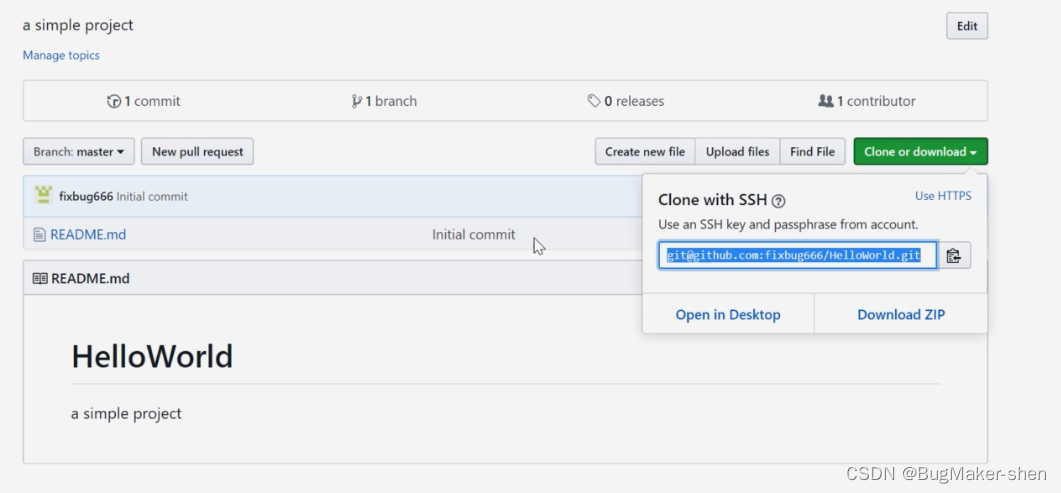 a simple project
Edit
Manage topics
1 commit
1 branch
0 releases
1 contributor
Branch: master
New pull request
Create new file
Upload files
Find File
Clone or download
fixbug666 Initial commit
Clone with SSH
Use HTTPS
Use an SSH key and passphrase from account.
README.md
Initial commit
git@github.com:fixbug666/HelloWorld.git
README.md
Open in Desktop
Download ZIP
HelloWorld
a simple project
CSDN @BugMaker-shen